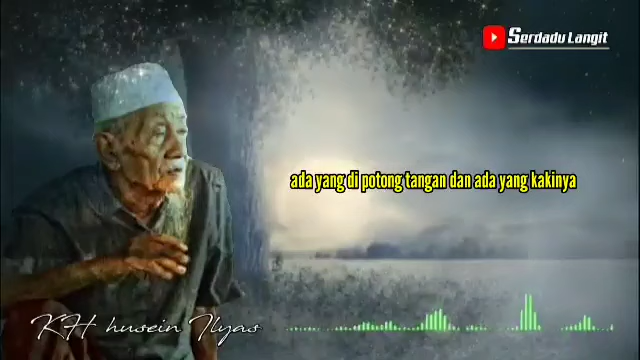 Serdadu Langit
ada yang di potong tangan dan ada yang kakinya
KH husein Ilyas